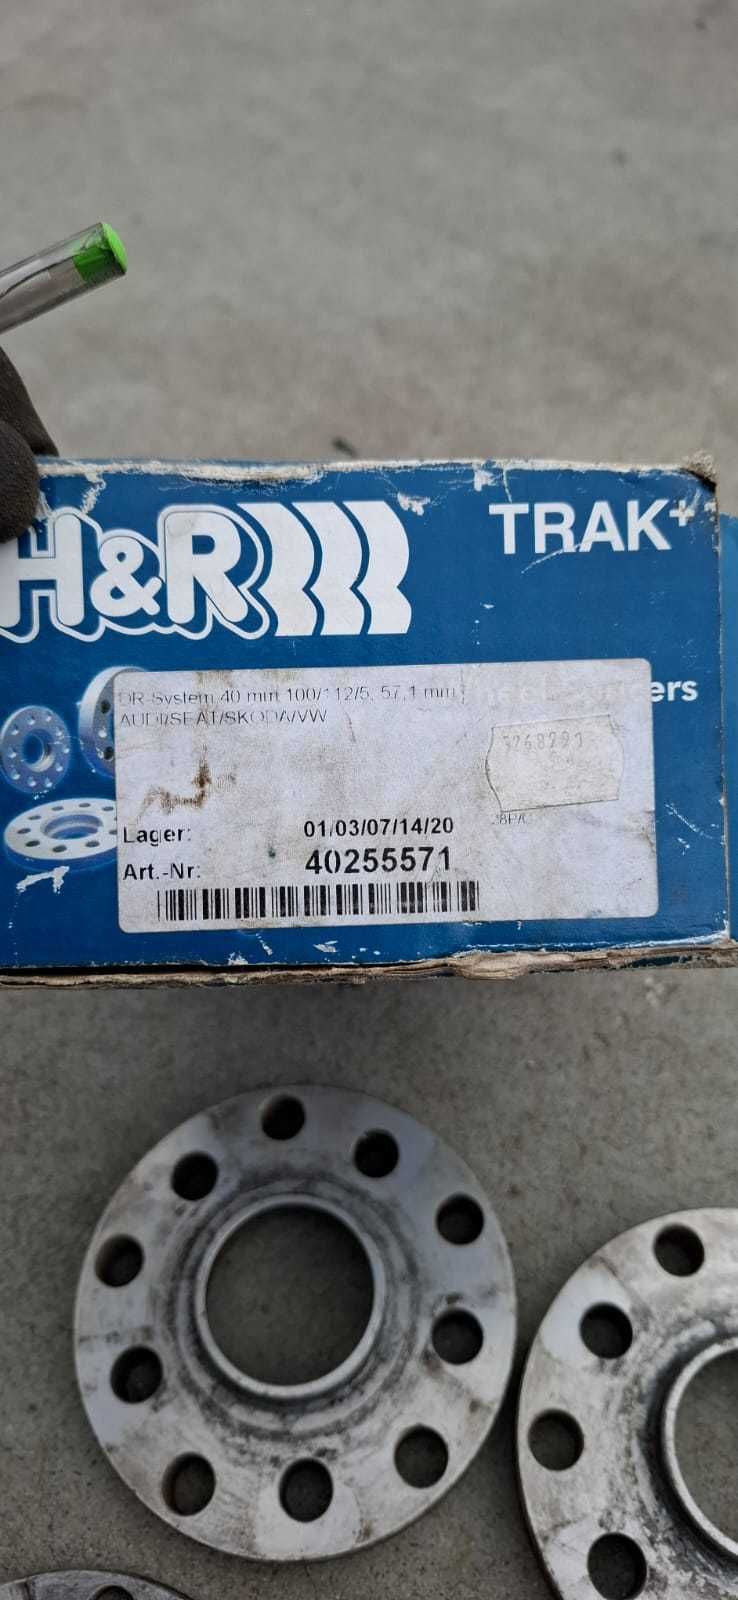 H&R
TRAK+
DR-System 40 mm 100/112/5, 57,1 mm
AUDI/SEAT/SKODA/VW
Lager: 01/03/07/14/20
Art.-Nr: 40255571